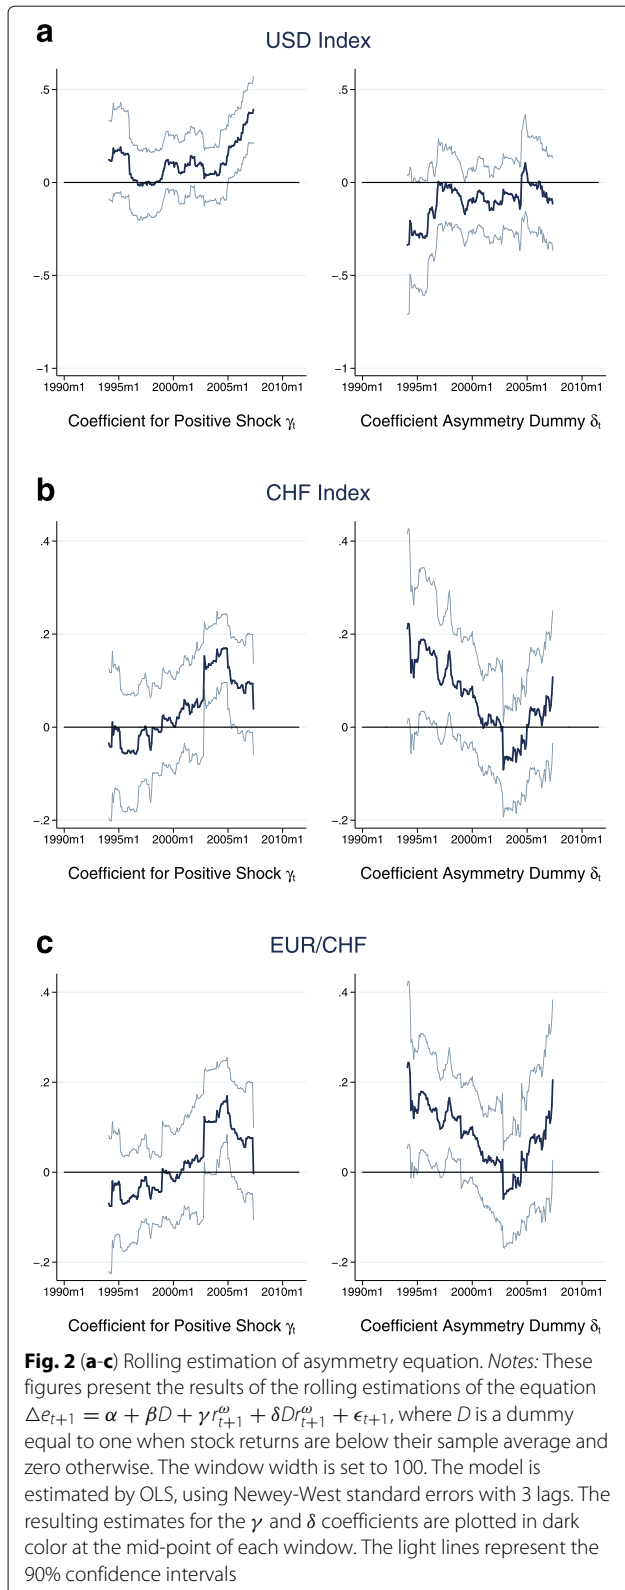 a
USD Index
.5
0
−.5
−1
1990m1 1995m1 2000m1 2005m1 2010m1
1990m1 1995m1 2000m1 2005m1 2010m1
Coefficient for Positive Shock γt
Coefficient Asymmetry Dummy δt
.5
0
−.5
−1
b
CHF Index
.4
.2
0
−.2
1990m1 1995m1 2000m1 2005m1 2010m1
1990m1 1995m1 2000m1 2005m1 2010m1
Coefficient for Positive Shock γt
Coefficient Asymmetry Dummy δt
.4
.2
0
−.2
c
EUR/CHF
.4
.2
0
−.2
1990m1 1995m1 2000m1 2005m1 2010m1
1990m1 1995m1 2000m1 2005m1 2010m1
Coefficient for Positive Shock γt
Coefficient Asymmetry Dummy δt
.4
.2
0
−.2
Fig. 2 (a-c) Rolling estimation of asymmetry equation. Notes: These
figures present the results of the rolling estimations of the equation
△et+1 = α + βD + γr^ω_t+1 + δDr^ω_t+1 + ϵt+1, where D is a dummy
equal to one when stock returns are below their sample average and
zero otherwise. The window width is set to 100. The model is
estimated by OLS, using Newey-West standard errors with 3 lags. The
resulting estimates for the γ and δ coefficients are plotted in dark
color at the mid-point of each window. The light lines represent the
90% confidence intervals